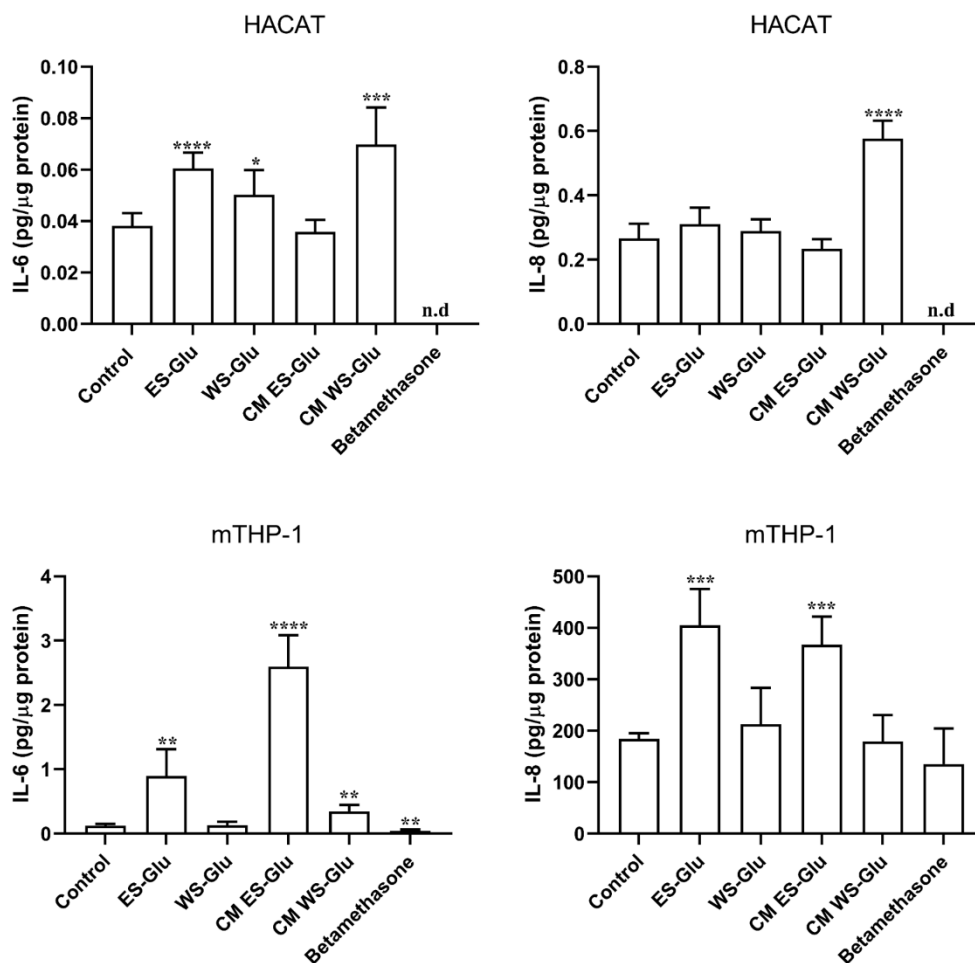 HACAT
IL-6 (pg/μg protein)
0.10
0.08
0.06
0.04
0.02
0.00
****
*
***
n.d
Control
ES-Glu
WS-Glu
CM ES-Glu
CM WS-Glu
Betamethasone
HACAT
IL-8 (pg/μg protein)
0.8
0.6
0.4
0.2
0.0
****
n.d
Control
ES-Glu
WS-Glu
CM ES-Glu
CM WS-Glu
Betamethasone
mTHP-1
IL-6 (pg/μg protein)
4
3
2
1
0
**
****
**
**
Control
ES-Glu
WS-Glu
CM ES-Glu
CM WS-Glu
Betamethasone
mTHP-1
IL-8 (pg/μg protein)
500
400
300
200
100
0
***
***
Control
ES-Glu
WS-Glu
CM ES-Glu
CM WS-Glu
Betamethasone